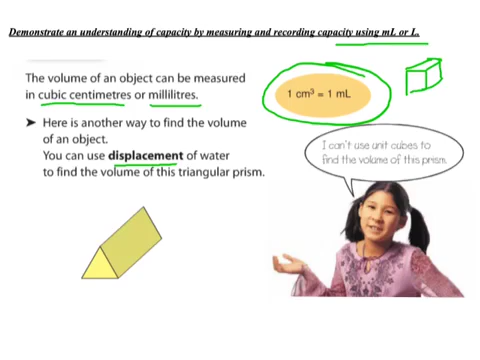 Demonstrate an understanding of capacity by measuring and recording capacity using mL or L.
The volume of an object can be measured
in cubic centimetres or millilitres.
1 cm³ = 1 mL
➤ Here is another way to find the volume
of an object.
You can use displacement of water
to find the volume of this triangular prism.
I can't use unit cubes to
find the volume of this prism.